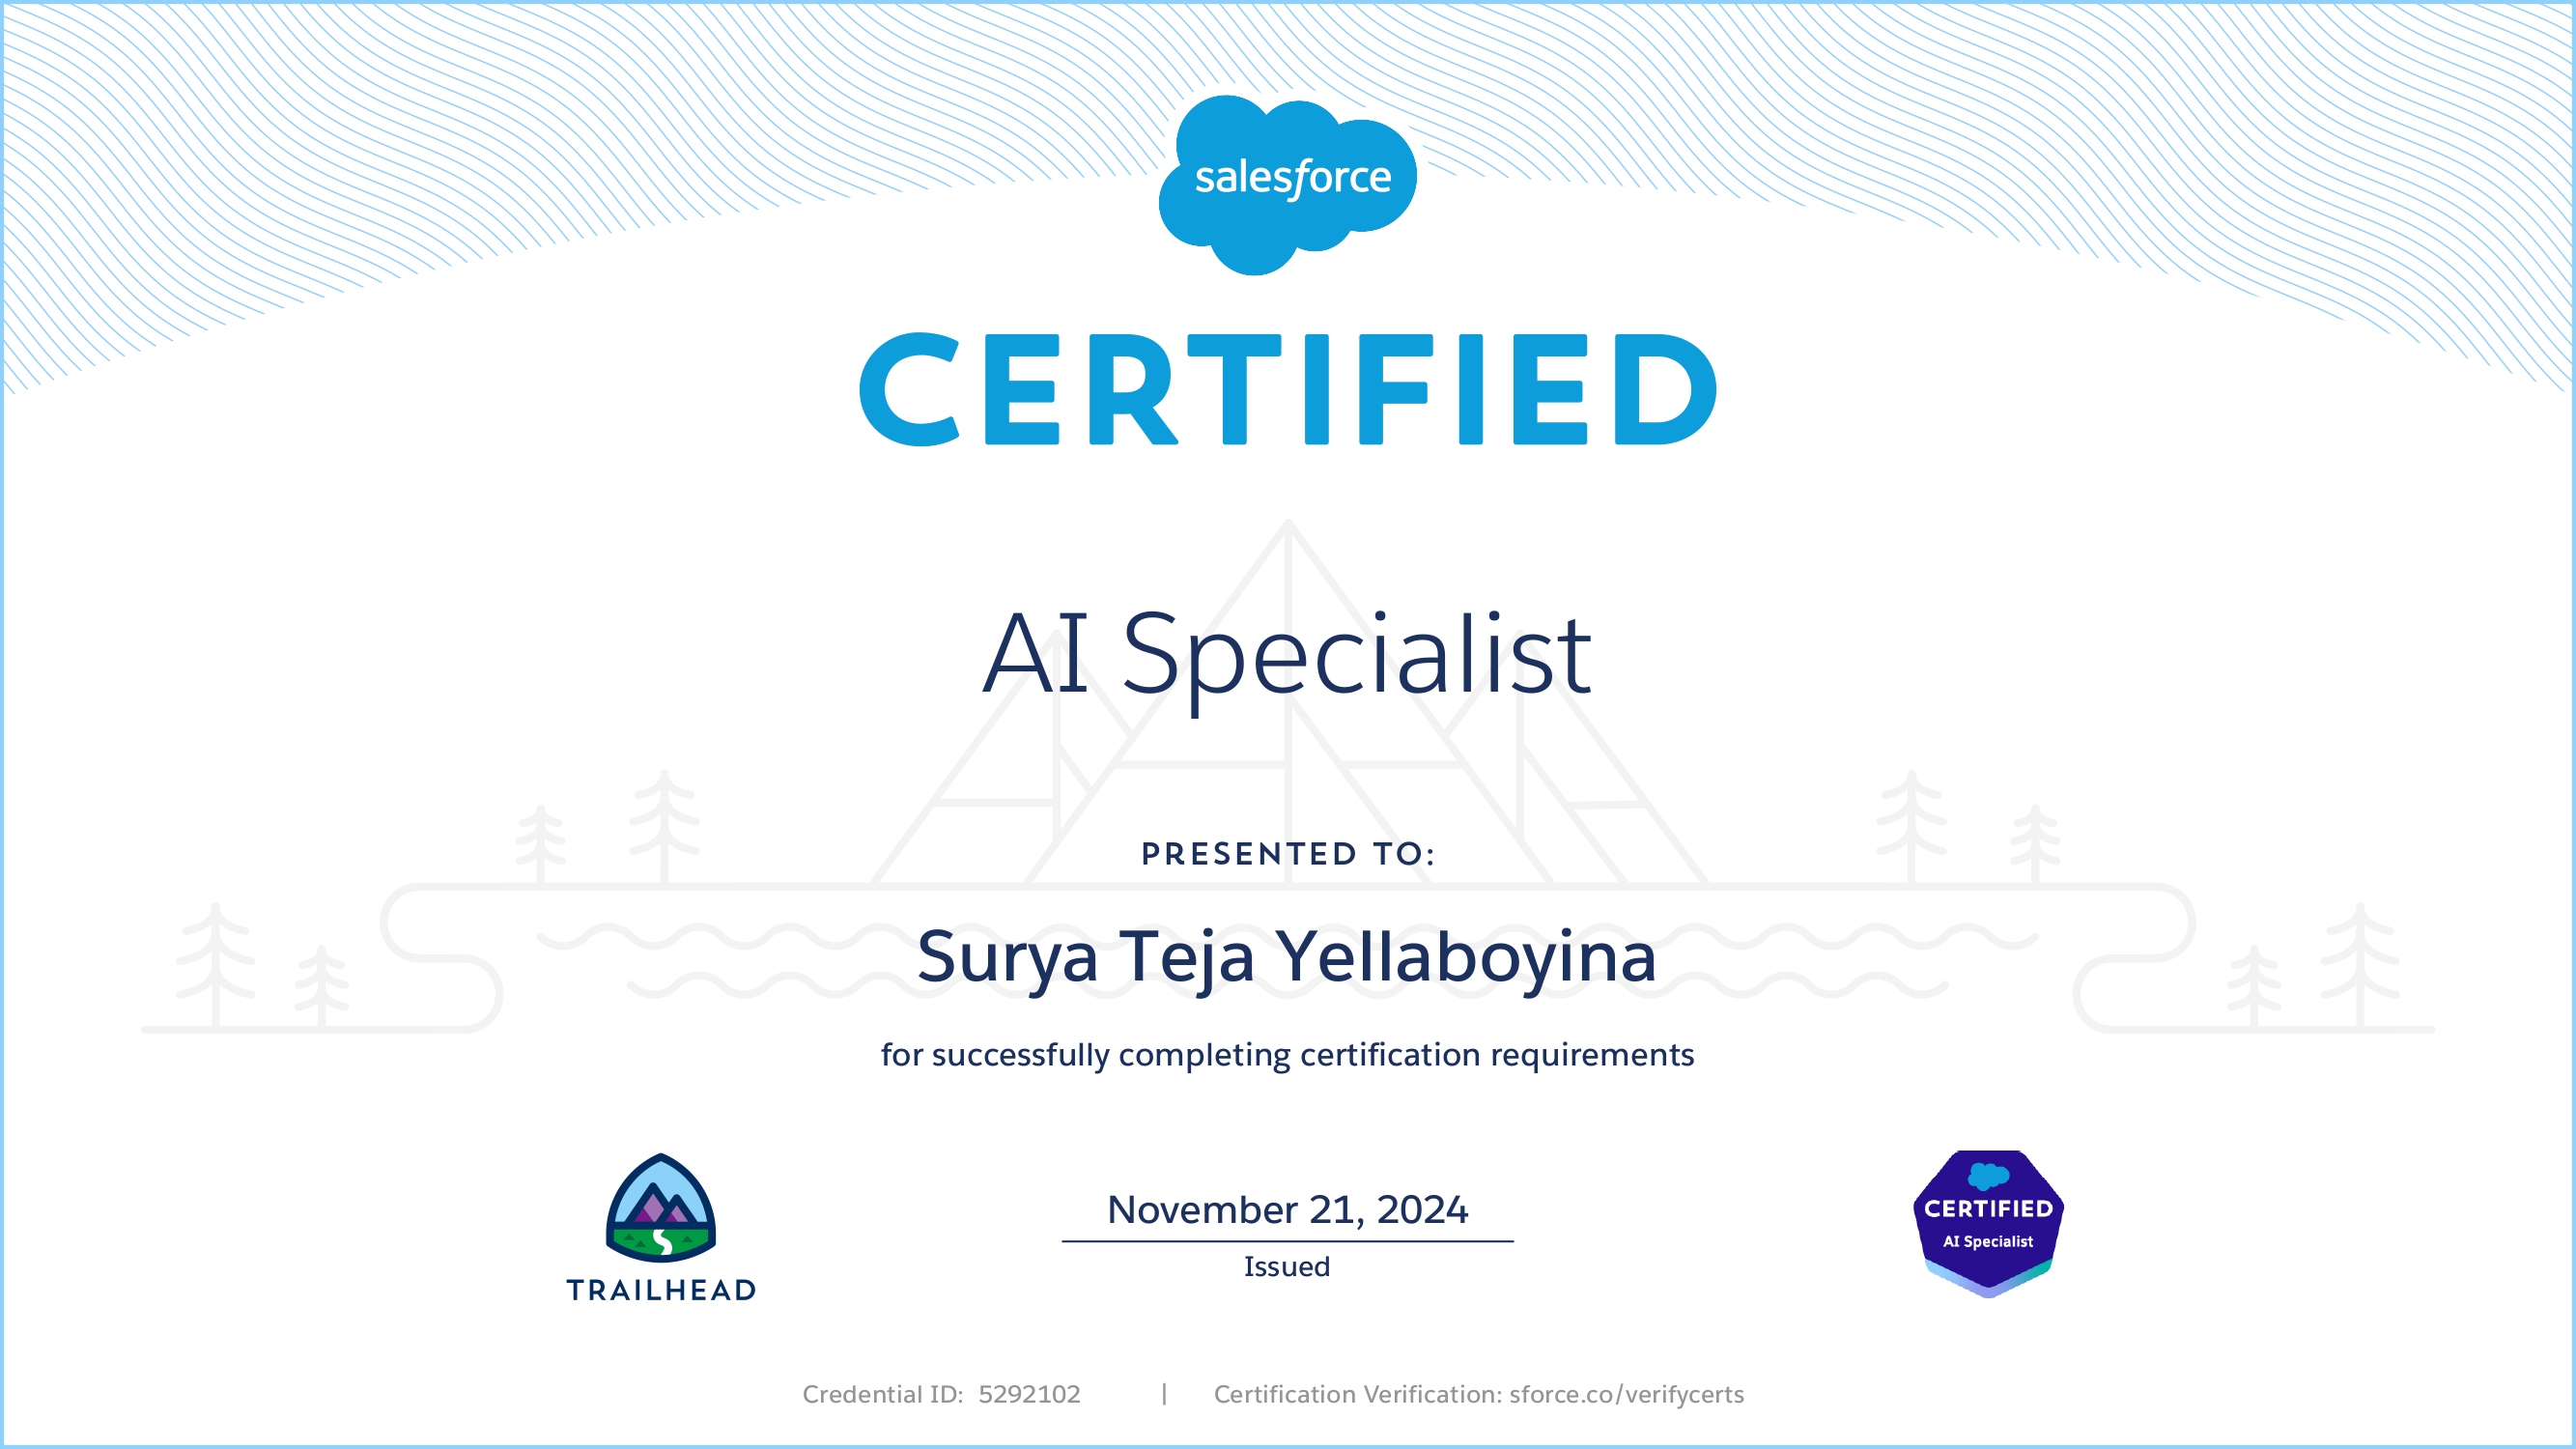 salesforce
CERTIFIED
AI Specialist
PRESENTED TO:
Surya Teja Yellaboyina
for successfully completing certification requirements
TRAILHEAD
November 21, 2024
Issued
CERTIFIED
AI Specialist
Credential ID: 5292102 | Certification Verification: sforce.co/verifycerts